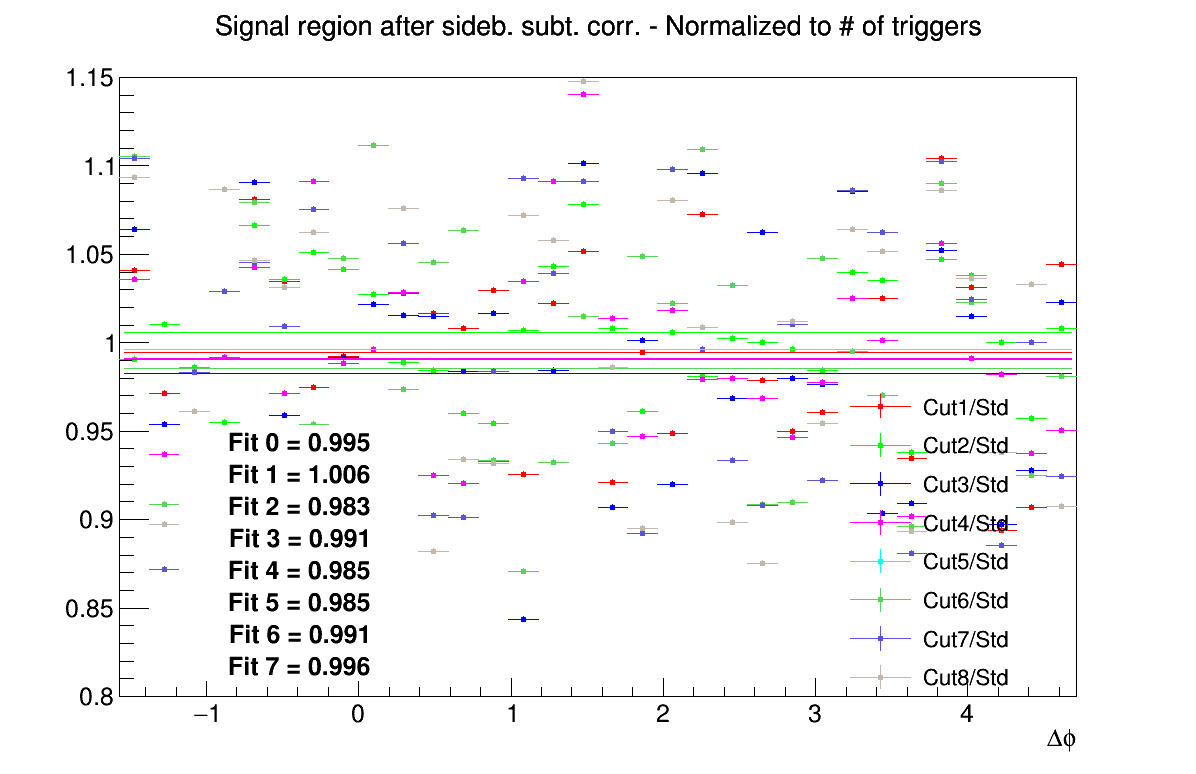 Signal region after sideb. subt. corr. - Normalized to # of triggers
1.15
1.1
1.05
1
0.95
0.9
0.85
0.8
Fit 0 = 0.995
Fit 1 = 1.006
Fit 2 = 0.983
Fit 3 = 0.991
Fit 4 = 0.985
Fit 5 = 0.985
Fit 6 = 0.991
Fit 7 = 0.996
Cut1/Std
Cut2/Std
Cut3/Std
Cut4/Std
Cut5/Std
Cut6/Std
Cut7/Std
Cut8/Std
−1 0 1 2 3 4
Δϕ